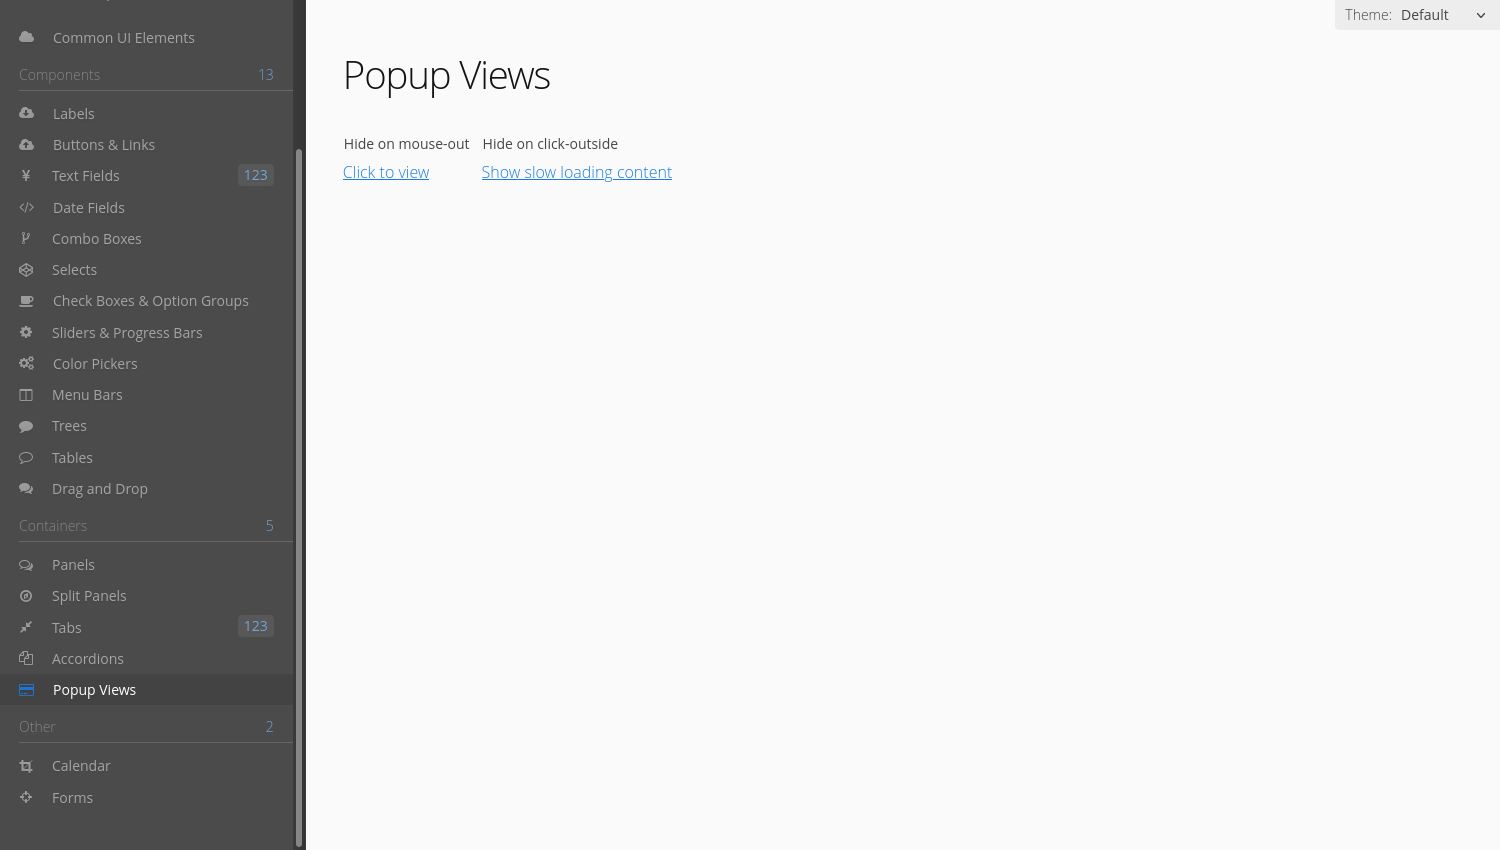 Common UI Elements
Components 13
Labels
Buttons & Links
Text Fields 123
Date Fields
Combo Boxes
Selects
Check Boxes & Option Groups
Sliders & Progress Bars
Color Pickers
Menu Bars
Trees
Tables
Drag and Drop
Containers 5
Panels
Split Panels
Tabs 123
Accordions
Popup Views
Other 2
Calendar
Forms
Theme: Default
Popup Views
Hide on mouse-out Hide on click-outside
Click to view Show slow loading content